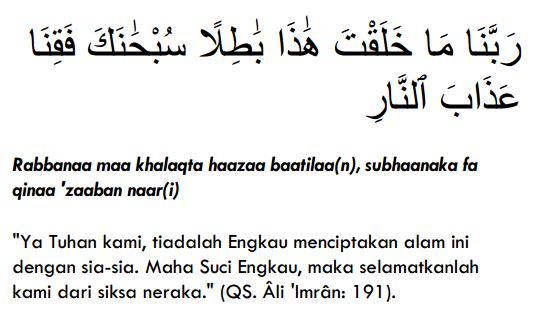 رَبَّنَا مَا خَلَقْتَ هَٰذَا بَٰطِلًا سُبْحَٰنَكَ فَقِنَا
عَذَابَ ٱلنَّارِ
Rabbanaa maa khalaqta haazaa baatilaa(n), subhaanaka fa
qinaa 'zaaban naar(i)
"Ya Tuhan kami, tiadalah Engkau menciptakan alam ini
dengan sia-sia. Maha Suci Engkau, maka selamatkanlah
kami dari siksa neraka." (QS. Âli 'Imrân: 191).